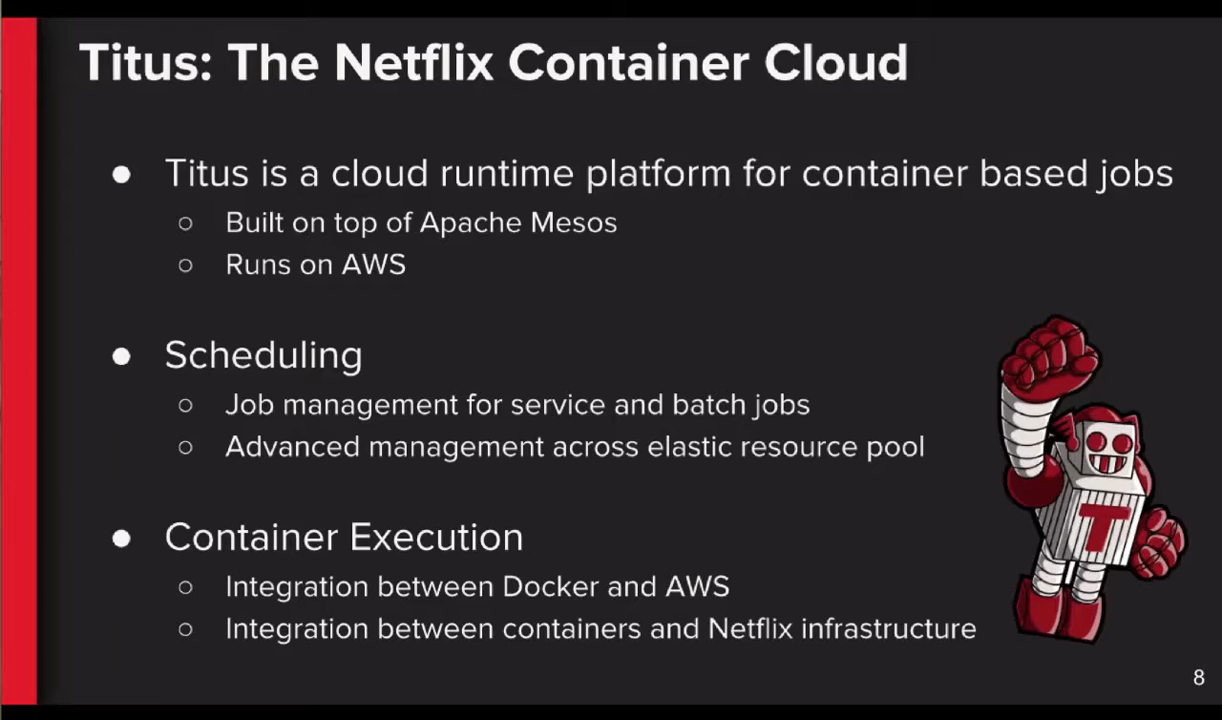 Titus: The Netflix Container Cloud
● Titus is a cloud runtime platform for container based jobs
○ Built on top of Apache Mesos
○ Runs on AWS
● Scheduling
○ Job management for service and batch jobs
○ Advanced management across elastic resource pool
● Container Execution
○ Integration between Docker and AWS
○ Integration between containers and Netflix infrastructure
T
8